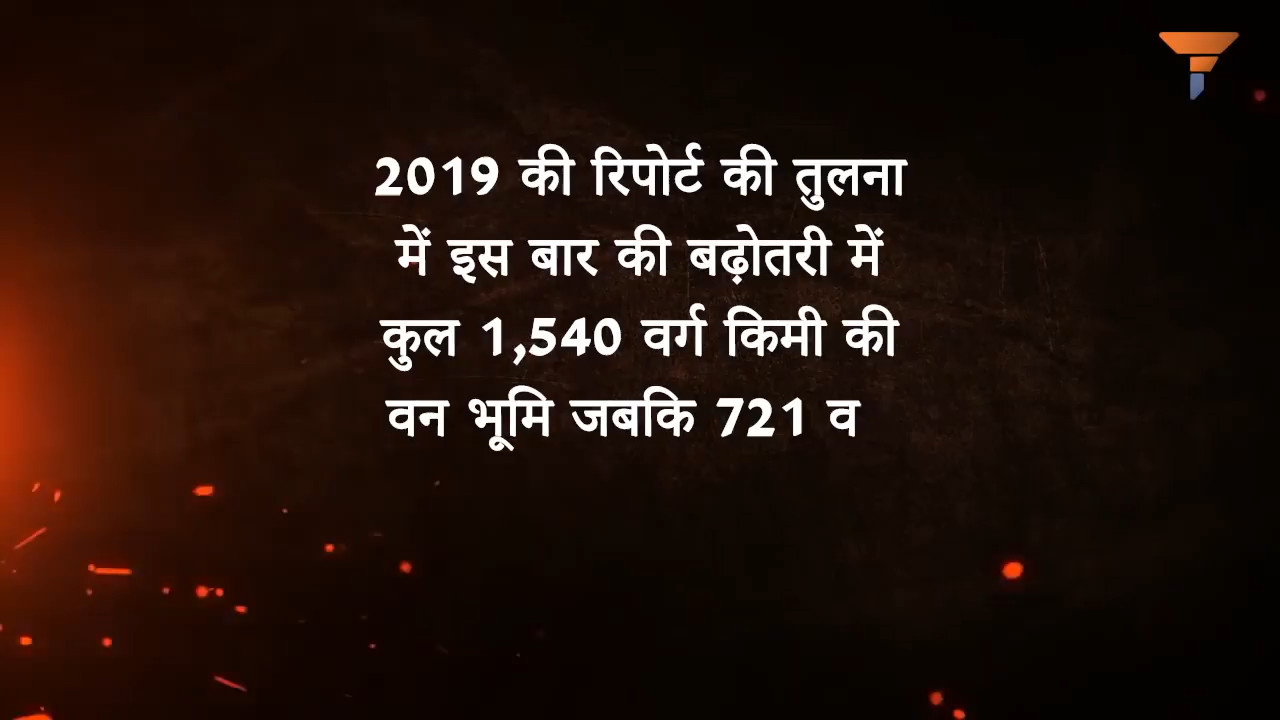 2019 की रिपोर्ट की तुलना
में इस बार की बढ़ोतरी में
कुल 1,540 वर्ग किमी की
वन भूमि जबकि 721 व